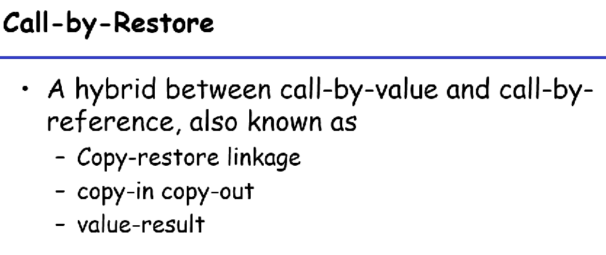 Call-by-Restore
• A hybrid between call-by-value and call-by-
reference, also known as
– Copy-restore linkage
– copy-in copy-out
– value-result